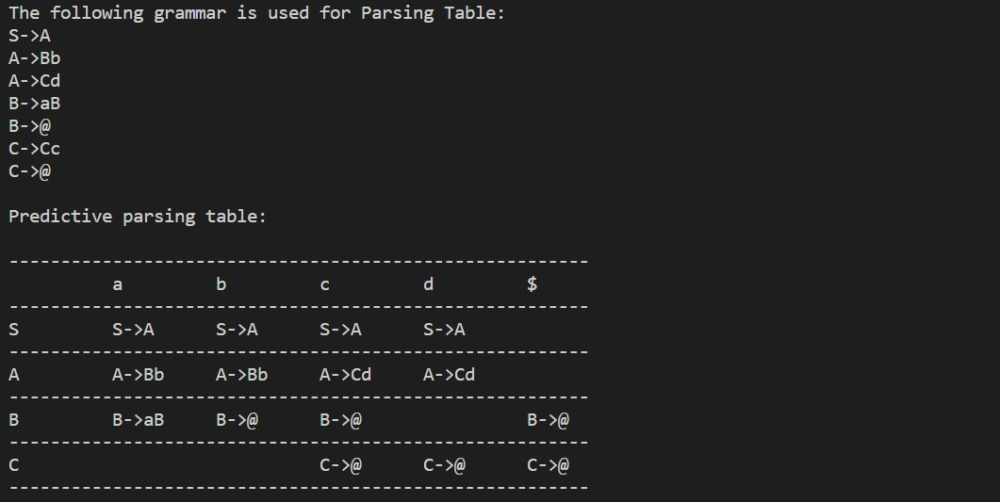 The following grammar is used for Parsing Table:
S->A
A->Bb
A->Cd
B->aB
B->@
C->Cc
C->@
Predictive parsing table:
--------------------------------------------------------
a b c d $
--------------------------------------------------------
S S->A S->A S->A S->A
--------------------------------------------------------
A A->Bb A->Bb A->Cd A->Cd
--------------------------------------------------------
B B->aB B->@ B->@ B->@
--------------------------------------------------------
C C->@ C->@ C->@
--------------------------------------------------------